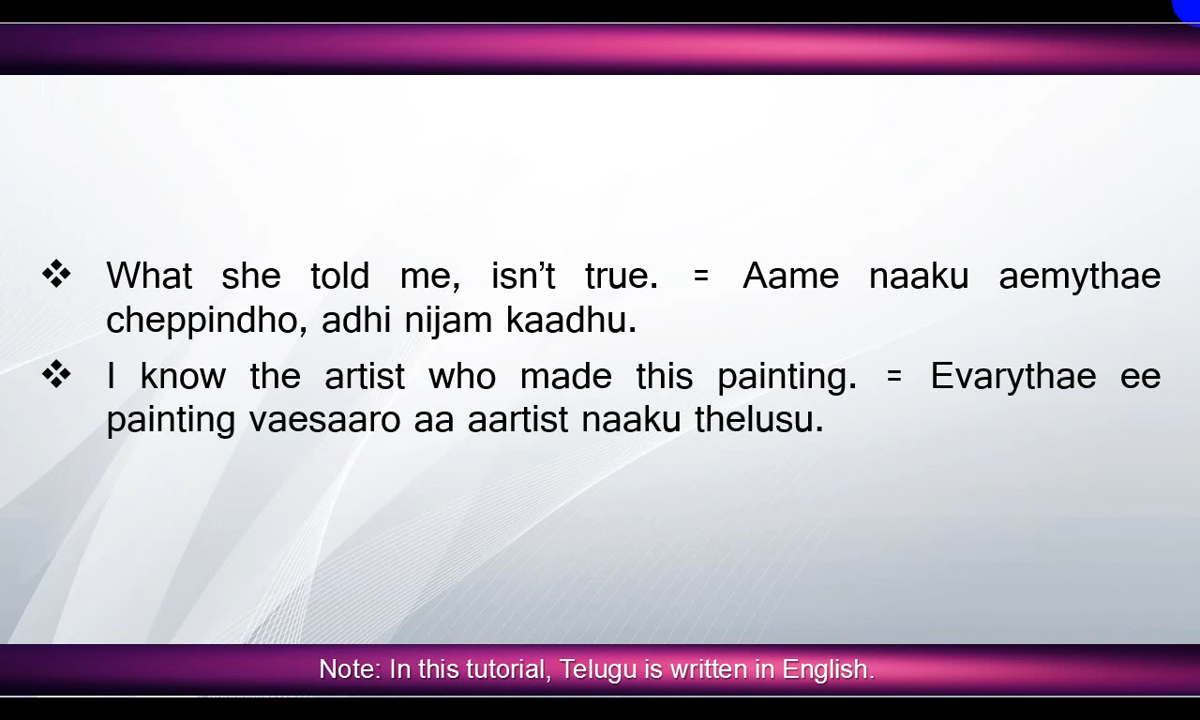 ❖ What she told me, isn’t true. = Aame naaku aemythae
cheppindho, adhi nijam kaadhu.
❖ I know the artist who made this painting. = Evarythae ee
painting vaesaaro aa aartist naaku thelusu.
Note: In this tutorial, Telugu is written in English.